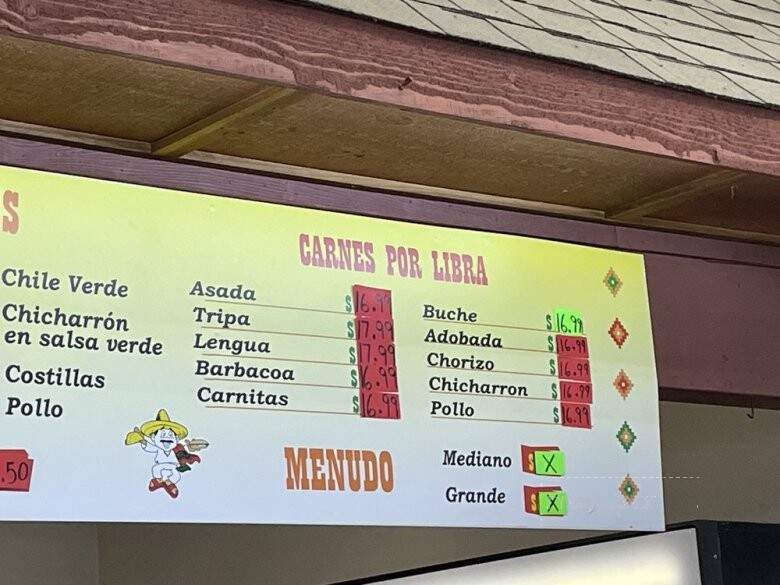 S
Chile Verde
Chicharrón
en salsa verde
Costillas
Pollo
.50
CARNES POR LIBRA
Asada $16.99
Tripa $17.99
Lengua $17.99
Barbacoa $16.99
Carnitas $16.99
Buche $16.99
Adobada $16.99
Chorizo $16.99
Chicharron $16.99
Pollo $16.99
MENUDO
Mediano $ X
Grande $ X